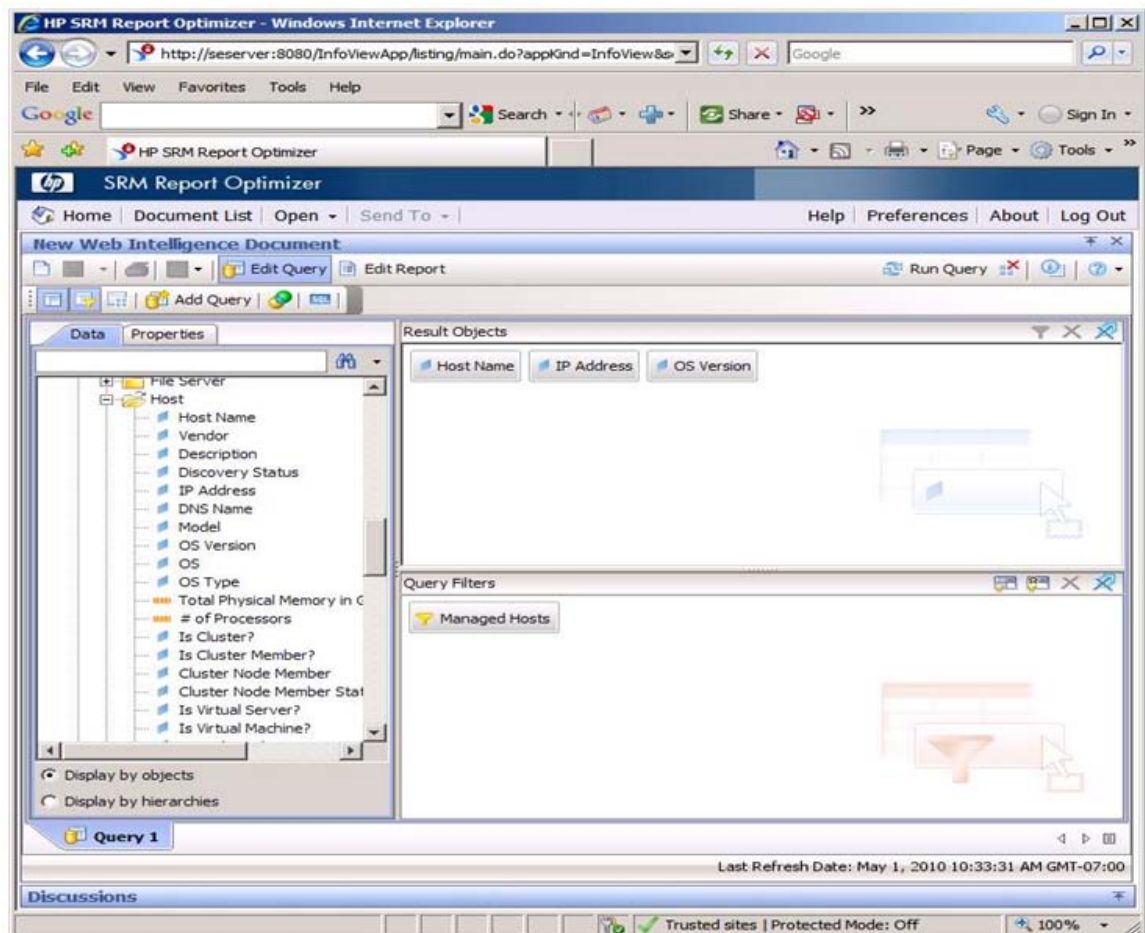 HP SRM Report Optimizer - Windows Internet Explorer
http://seserver:8080/InfoViewApp/listing/main.do?appKind=InfoView&s
Google
File Edit View Favorites Tools Help
Google Search Share >> Sign In
HP SRM Report Optimizer Page Tools >>
hp SRM Report Optimizer
Home Document List Open Send To Help Preferences About Log Out
New Web Intelligence Document
Edit Query Edit Report Run Query
Add Query SQL
Data Properties Result Objects
Host Name IP Address OS Version
File Server
Host
Host Name
Vendor
Description
Discovery Status
IP Address
DNS Name
Model
OS Version
OS
OS Type
Total Physical Memory in G
# of Processors
Is Cluster?
Is Cluster Member?
Cluster Node Member
Cluster Node Member Stat
Is Virtual Server?
Is Virtual Machine?
Query Filters
Managed Hosts
Display by objects
Display by hierarchies
Query 1
Last Refresh Date: May 1, 2010 10:33:31 AM GMT-07:00
Discussions
Trusted sites | Protected Mode: Off 100%